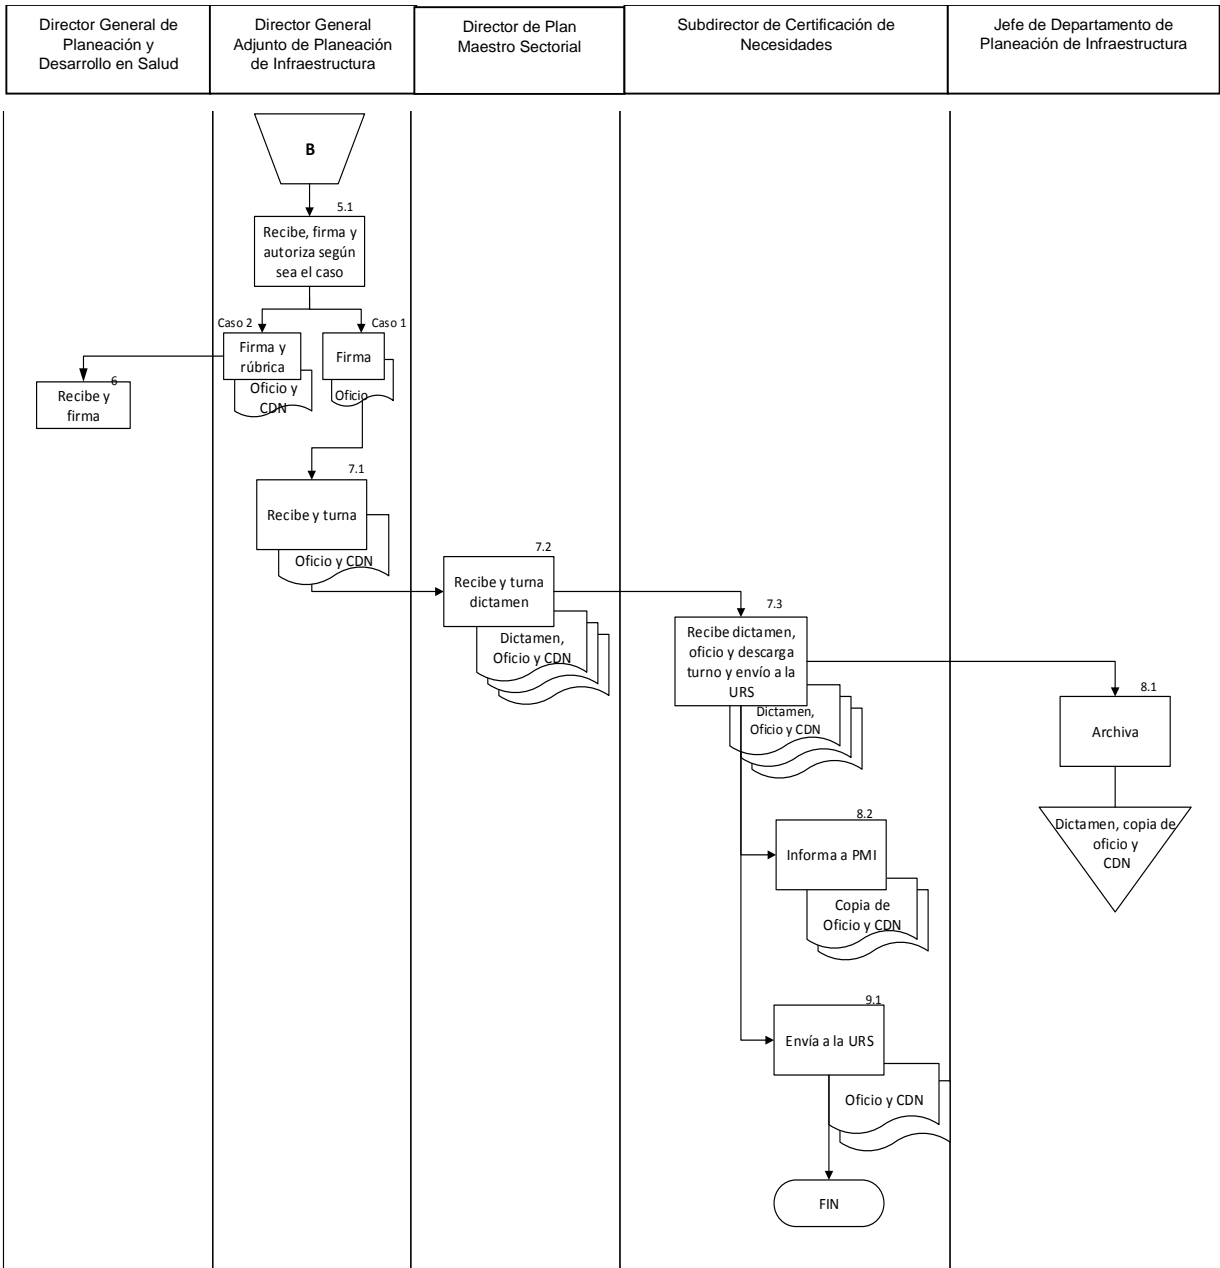 Director General de
Planeación y
Desarrollo en Salud
Director General
Adjunto de Planeación
de Infraestructura
Director de Plan
Maestro Sectorial
Subdirector de Certificación de
Necesidades
Jefe de Departamento de
Planeación de Infraestructura
B
5.1
Recibe, firma y
autoriza según
sea el caso
Caso 2
Caso 1
Firma y
rúbrica
Firma
Oficio y
CDN
Oficio
6
Recibe y
firma
7.1
Recibe y turna
Oficio y CDN
7.2
Recibe y turna
dictamen
Dictamen,
Oficio y CDN
7.3
Recibe dictamen,
oficio y descarga
turno y envío a la
URS
Dictamen,
Oficio y CDN
8.1
Archiva
Dictamen, copia de
oficio y
CDN
8.2
Informa a PMI
Copia de
Oficio y CDN
9.1
Envía a la URS
Oficio y CDN
FIN